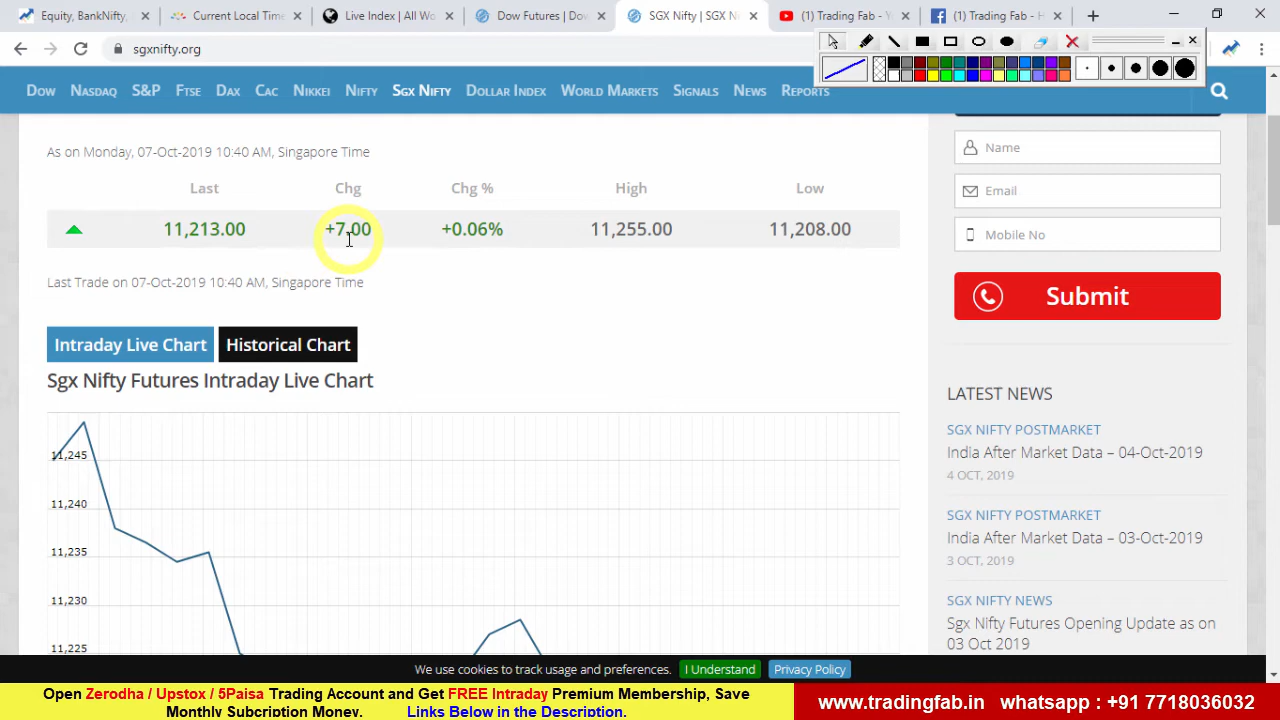 Equity, BankNifty,
Current Local Time
Live Index | All Wo
Dow Futures | Dow
SGX Nifty | SGX N
(1) Trading Fab - Y
(1) Trading Fab - H
sgxnifty.org
Dow Nasdaq S&P Ftse Dax Cac Nikkei Nifty Sgx Nifty Dollar Index World Markets Signals News Reports
As on Monday, 07-Oct-2019 10:40 AM, Singapore Time
Last Chg Chg % High Low
11,213.00 +7.00 +0.06% 11,255.00 11,208.00
Last Trade on 07-Oct-2019 10:40 AM, Singapore Time
Intraday Live Chart
Historical Chart
Sgx Nifty Futures Intraday Live Chart
11,245
11,240
11,235
11,230
11,225
Name
Email
Mobile No
Submit
LATEST NEWS
SGX NIFTY POSTMARKET
India After Market Data – 04-Oct-2019
4 OCT, 2019
SGX NIFTY POSTMARKET
India After Market Data – 03-Oct-2019
3 OCT, 2019
SGX NIFTY NEWS
Sgx Nifty Futures Opening Update as on
03 Oct 2019
We use cookies to track usage and preferences. I Understand Privacy Policy
Open Zerodha / Upstox / 5Paisa Trading Account and Get FREE Intraday Premium Membership, Save
Monthly Subcription Money. Links Below in the Description.
www.tradingfab.in whatsapp : +91 7718036032